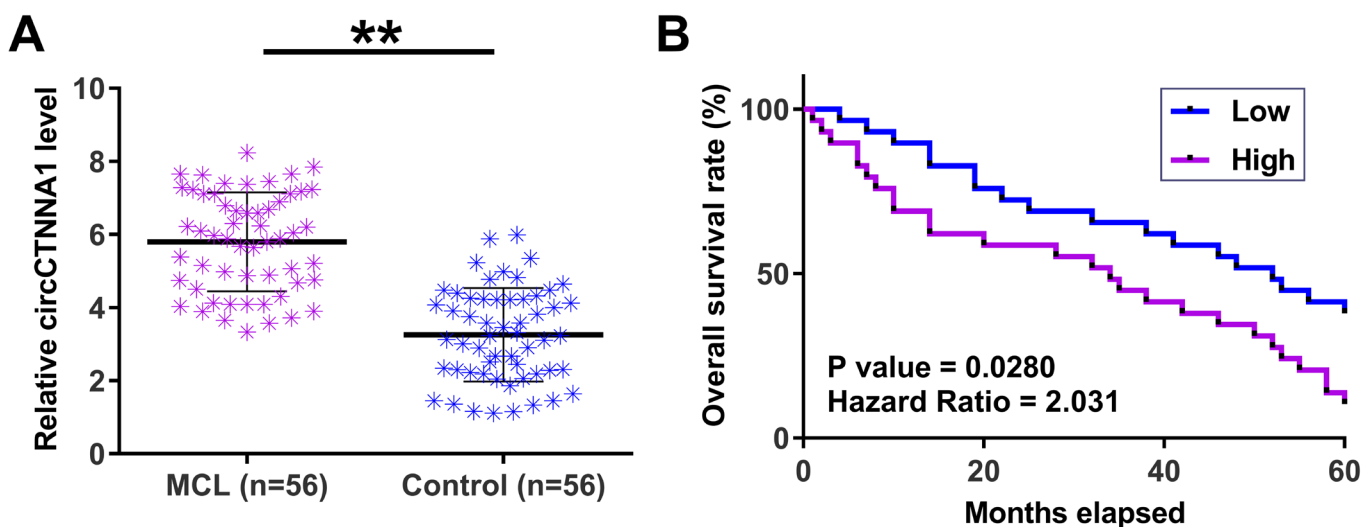 A
**
Relative circCTNNA1 level
10
8
6
4
2
0
MCL (n=56)
Control (n=56)
B
Overall survival rate (%)
100
50
0
Low
High
P value = 0.0280
Hazard Ratio = 2.031
0
20
40
60
Months elapsed